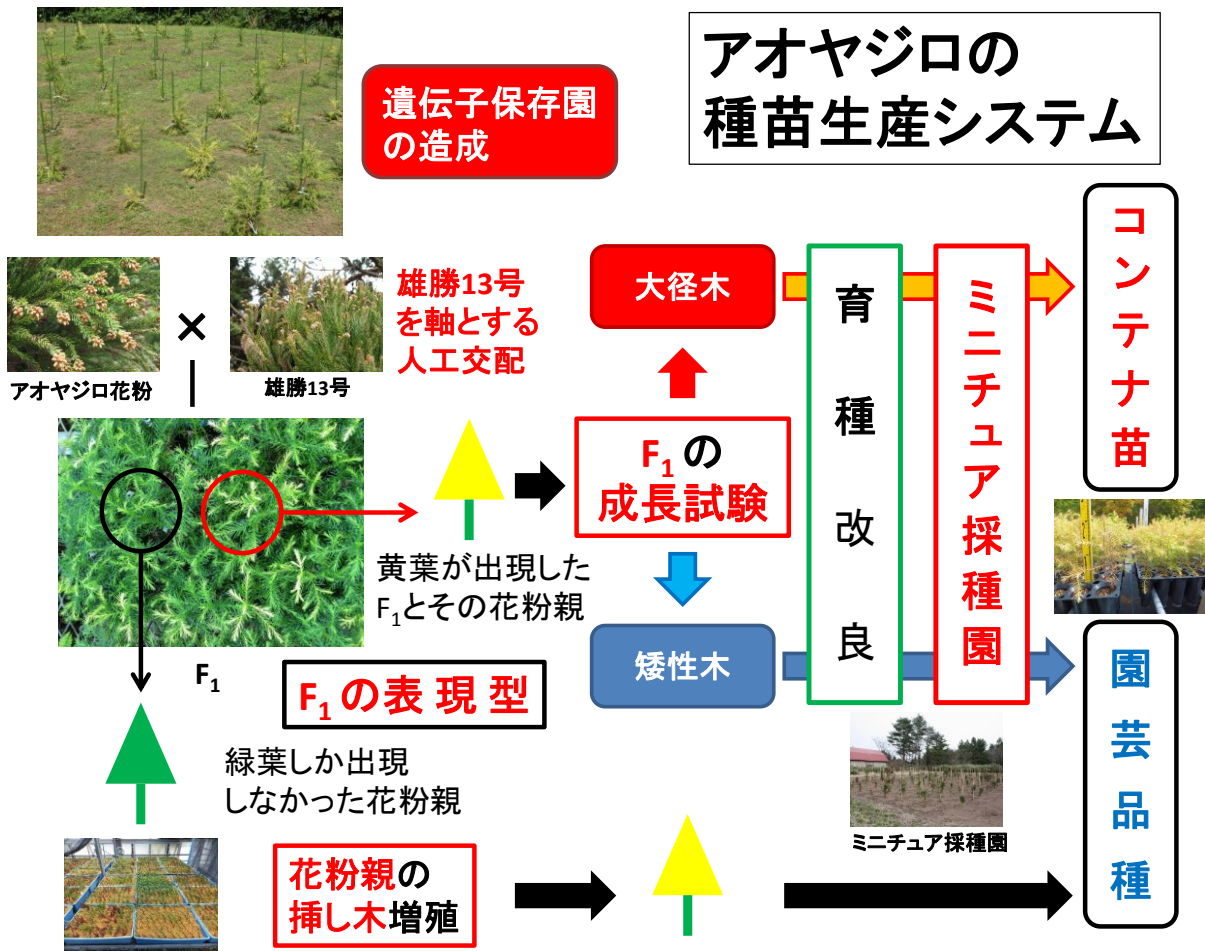 アオヤジロの
種苗生産システム
遺伝子保存園
の造成
アオヤジロ花粉
×
雄勝13号
雄勝13号
を軸とする
人工交配
F₁
黄葉が出現した
F₁とその花粉親
F₁の表現型
緑葉しか出現
しなかった花粉親
花粉親の
挿し木増殖
F₁の
成長試験
大径木
矮性木
育種改良
ミニチュア採種園
ミニチュア採種園
コンテナ苗
園芸品種